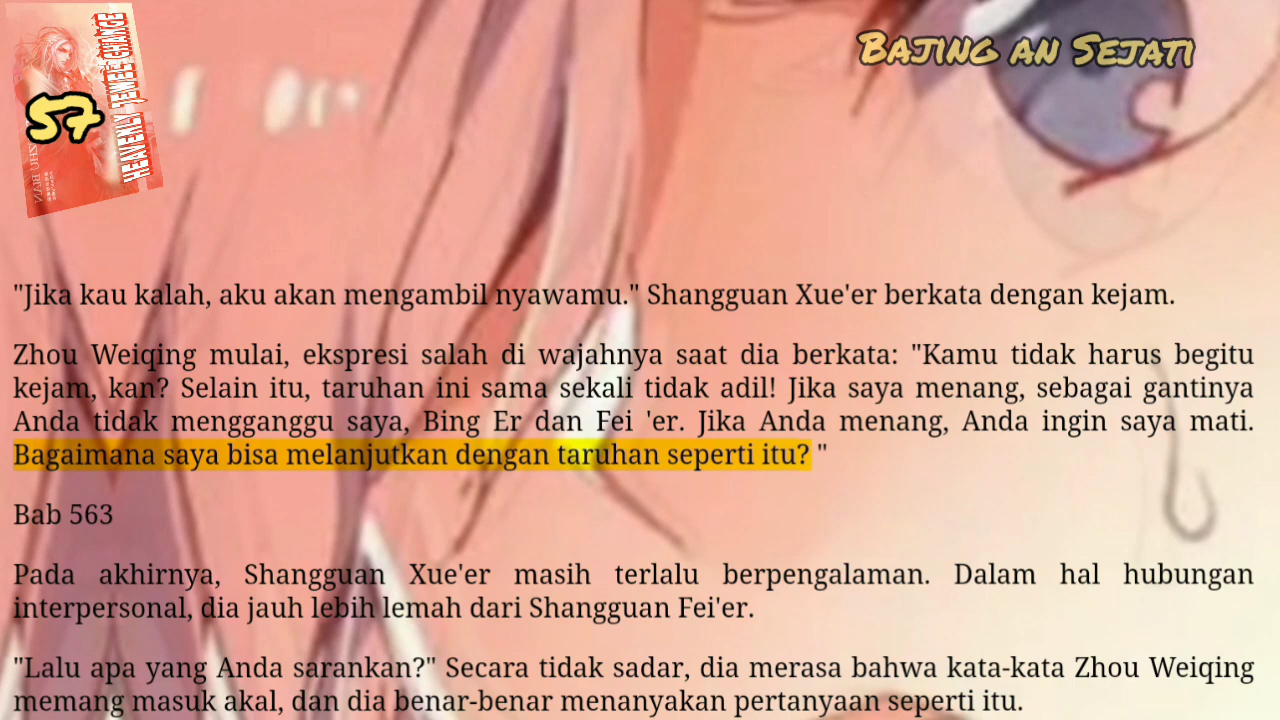 HEAVENLY JEWEL CHANGE
57
Bajing an Sejati
"Jika kau kalah, aku akan mengambil nyawamu." Shangguan Xue'er berkata dengan kejam.
Zhou Weiqing mulai, ekspresi salah di wajahnya saat dia berkata: "Kamu tidak harus begitu
kejam, kan? Selain itu, taruhan ini sama sekali tidak adil! Jika saya menang, sebagai gantinya
Anda tidak mengganggu saya, Bing Er dan Fei 'er. Jika Anda menang, Anda ingin saya mati.
Bagaimana saya bisa melanjutkan dengan taruhan seperti itu? "
Bab 563
Pada akhirnya, Shangguan Xue'er masih terlalu berpengalaman. Dalam hal hubungan
interpersonal, dia jauh lebih lemah dari Shangguan Fei'er.
"Lalu apa yang Anda sarankan?" Secara tidak sadar, dia merasa bahwa kata-kata Zhou Weiqing
memang masuk akal, dan dia benar-benar menanyakan pertanyaan seperti itu.